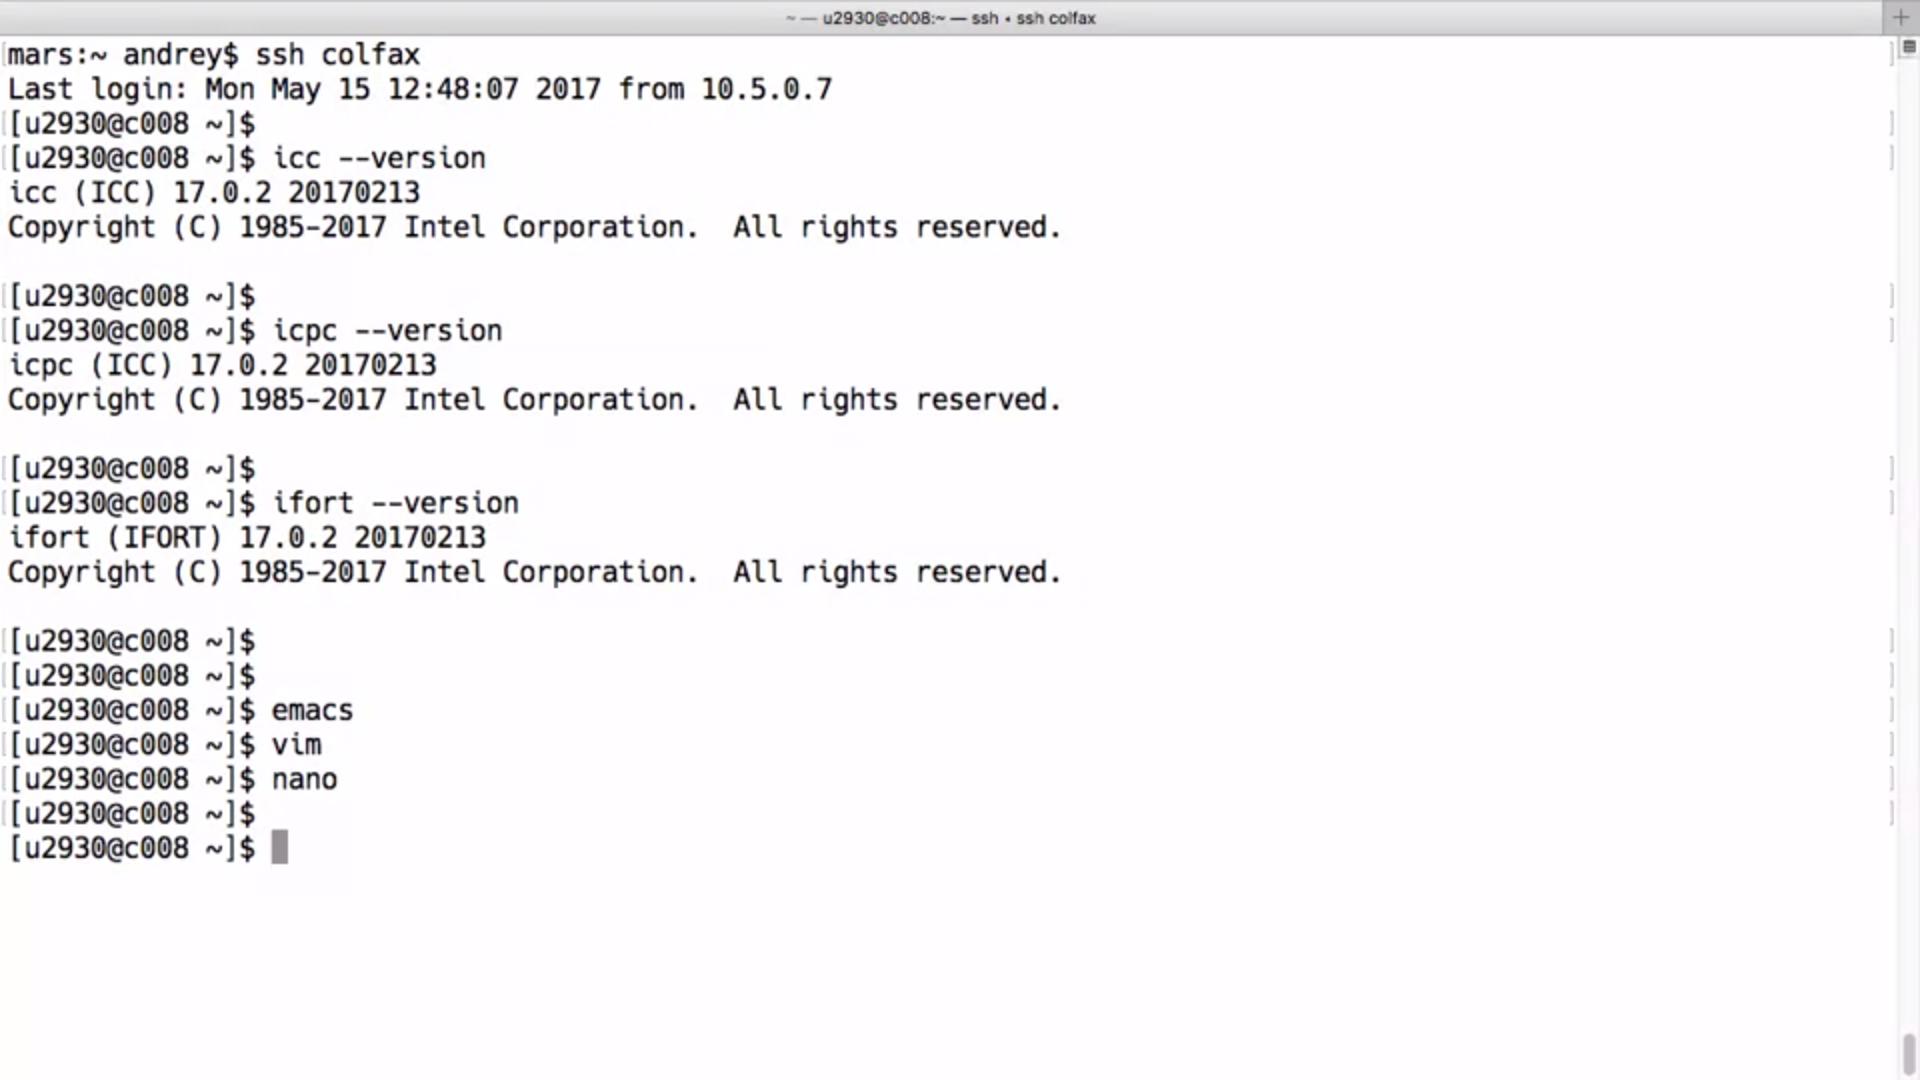 ~ — u2930@c008:~ — ssh • ssh colfax
mars:~ andrey$ ssh colfax
Last login: Mon May 15 12:48:07 2017 from 10.5.0.7
[u2930@c008 ~]$
[u2930@c008 ~]$ icc --version
icc (ICC) 17.0.2 20170213
Copyright (C) 1985-2017 Intel Corporation.  All rights reserved.
[u2930@c008 ~]$
[u2930@c008 ~]$ icpc --version
icpc (ICC) 17.0.2 20170213
Copyright (C) 1985-2017 Intel Corporation.  All rights reserved.
[u2930@c008 ~]$
[u2930@c008 ~]$ ifort --version
ifort (IFORT) 17.0.2 20170213
Copyright (C) 1985-2017 Intel Corporation.  All rights reserved.
[u2930@c008 ~]$
[u2930@c008 ~]$
[u2930@c008 ~]$ emacs
[u2930@c008 ~]$ vim
[u2930@c008 ~]$ nano
[u2930@c008 ~]$
[u2930@c008 ~]$